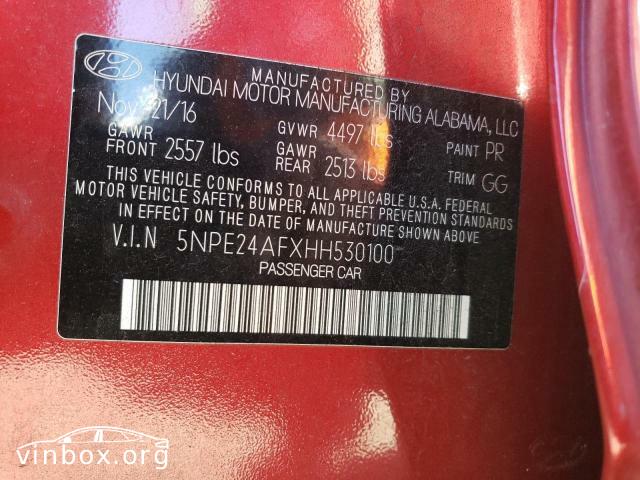 MANUFACTURED BY
HYUNDAI MOTOR MANUFACTURING ALABAMA, LLC
Nov/21/16
GVWR 4497 lbs
PAINT PR
GAWR FRONT 2557 lbs
GAWR REAR 2513 lbs
TRIM GG
THIS VEHICLE CONFORMS TO ALL APPLICABLE U.S.A. FEDERAL
MOTOR VEHICLE SAFETY, BUMPER, AND THEFT PREVENTION STANDARDS
IN EFFECT ON THE DATE OF MANUFACTURE SHOWN ABOVE
V.I.N 5NPE24AFXHH530100
PASSENGER CAR
vinbox.org